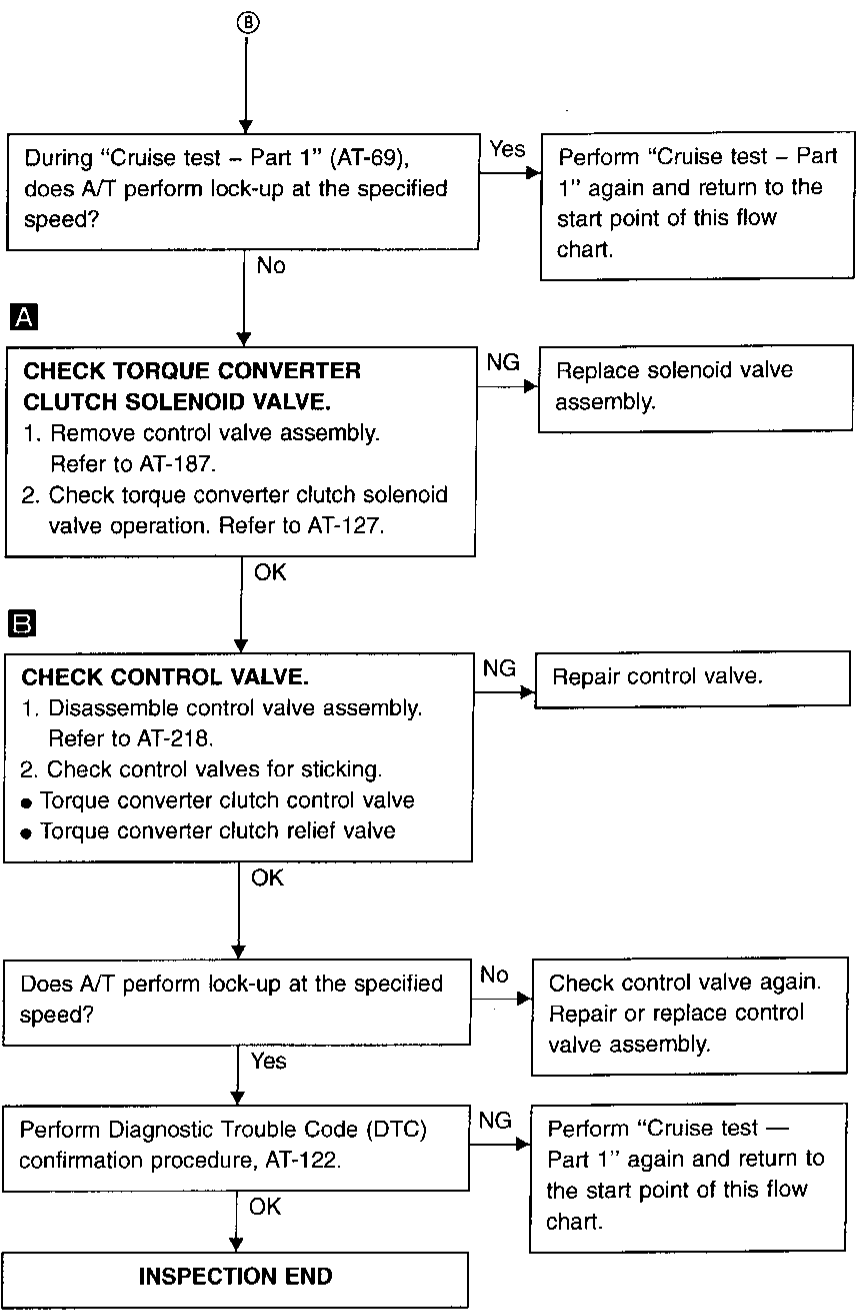 B
During “Cruise test – Part 1” (AT-69),
does A/T perform lock-up at the specified
speed?
Yes
Perform “Cruise test – Part
1” again and return to the
start point of this flow
chart.
No
A
CHECK TORQUE CONVERTER
CLUTCH SOLENOID VALVE.
1. Remove control valve assembly.
Refer to AT-187.
2. Check torque converter clutch solenoid
valve operation. Refer to AT-127.
NG
Replace solenoid valve
assembly.
OK
B
CHECK CONTROL VALVE.
1. Disassemble control valve assembly.
Refer to AT-218.
2. Check control valves for sticking.
• Torque converter clutch control valve
• Torque converter clutch relief valve
NG
Repair control valve.
OK
Does A/T perform lock-up at the specified
speed?
No
Check control valve again.
Repair or replace control
valve assembly.
Yes
Perform Diagnostic Trouble Code (DTC)
confirmation procedure, AT-122.
NG
Perform “Cruise test —
Part 1” again and return to
the start point of this flow
chart.
OK
INSPECTION END